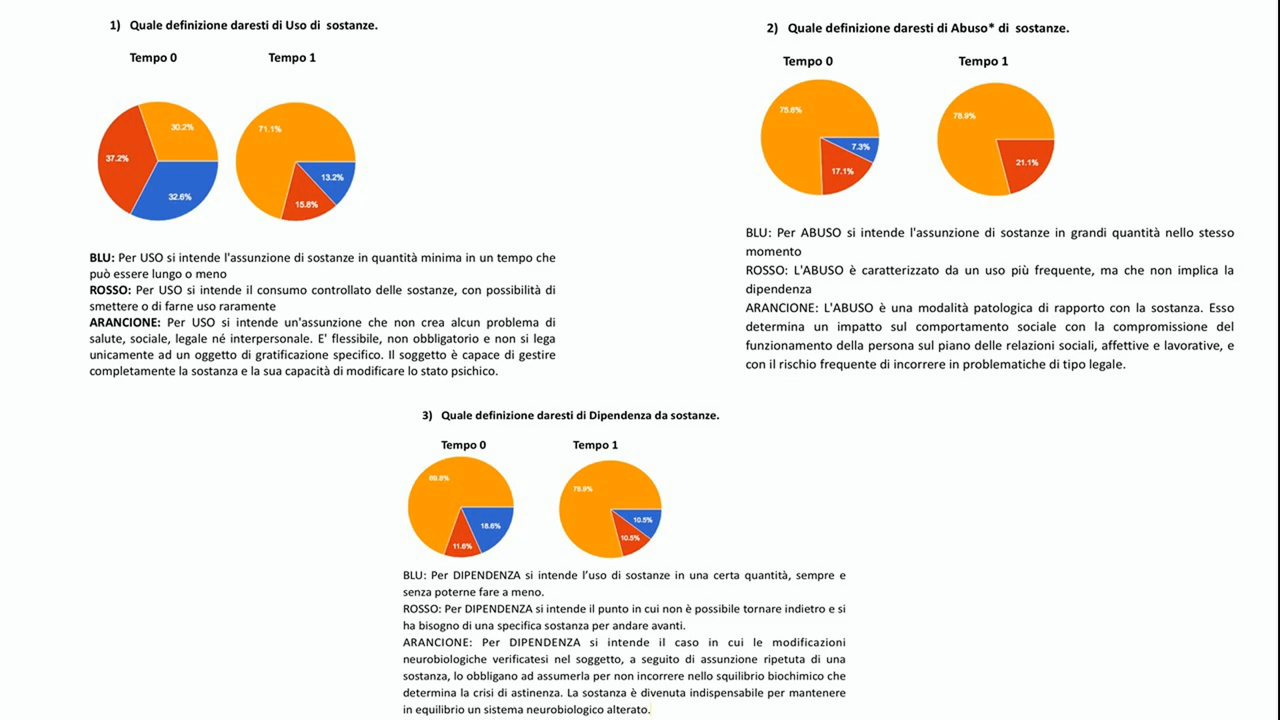 1) Quale definizione daresti di Uso di sostanze.
Tempo 0
Tempo 1
30.2%
37.2%
32.6%
71.1%
13.2%
15.8%
BLU: Per USO si intende l'assunzione di sostanze in quantità minima in un tempo che
può essere lungo o meno
ROSSO: Per USO si intende il consumo controllato delle sostanze, con possibilità di
smettere o di farne uso raramente
ARANCIONE: Per USO si intende un'assunzione che non crea alcun problema di
salute, sociale, legale né interpersonale. E' flessibile, non obbligatorio e non si lega
unicamente ad un oggetto di gratificazione specifico. Il soggetto è capace di gestire
completamente la sostanza e la sua capacità di modificare lo stato psichico.
2) Quale definizione daresti di Abuso* di sostanze.
Tempo 0
Tempo 1
75.6%
7.3%
17.1%
78.9%
21.1%
BLU: Per ABUSO si intende l'assunzione di sostanze in grandi quantità nello stesso
momento
ROSSO: L'ABUSO è caratterizzato da un uso più frequente, ma che non implica la
dipendenza
ARANCIONE: L'ABUSO è una modalità patologica di rapporto con la sostanza. Esso
determina un impatto sul comportamento sociale con la compromissione del
funzionamento della persona sul piano delle relazioni sociali, affettive e lavorative, e
con il rischio frequente di incorrere in problematiche di tipo legale.
3) Quale definizione daresti di Dipendenza da sostanze.
Tempo 0
Tempo 1
69.8%
18.6%
11.6%
78.9%
10.5%
10.5%
BLU: Per DIPENDENZA si intende l’uso di sostanze in una certa quantità, sempre e
senza poterne fare a meno.
ROSSO: Per DIPENDENZA si intende il punto in cui non è possibile tornare indietro e si
ha bisogno di una specifica sostanza per andare avanti.
ARANCIONE: Per DIPENDENZA si intende il caso in cui le modificazioni
neurobiologiche verificatesi nel soggetto, a seguito di assunzione ripetuta di una
sostanza, lo obbligano ad assumerla per non incorrere nello squilibrio biochimico che
determina la crisi di astinenza. La sostanza è divenuta indispensabile per mantenere
in equilibrio un sistema neurobiologico alterato.